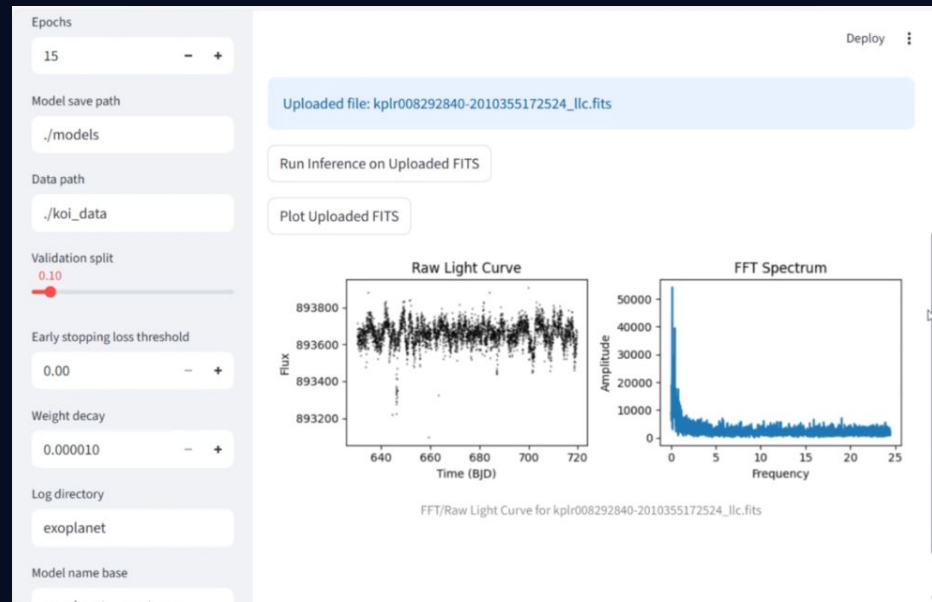 Epochs
15
Model save path
./models
Data path
./koi_data
Validation split
0.10
Early stopping loss threshold
0.00
Weight decay
0.000010
Log directory
exoplanet
Model name base
Deploy
Uploaded file: kplr008292840-2010355172524_llc.fits
Run Inference on Uploaded FITS
Plot Uploaded FITS
Raw Light Curve
893800
893600
893400
893200
Flux
640 660 680 700 720
Time (BJD)
FFT Spectrum
50000
40000
30000
20000
10000
0
Amplitude
0 5 10 15 20 25
Frequency
FFT/Raw Light Curve for kplr008292840-2010355172524_llc.fits